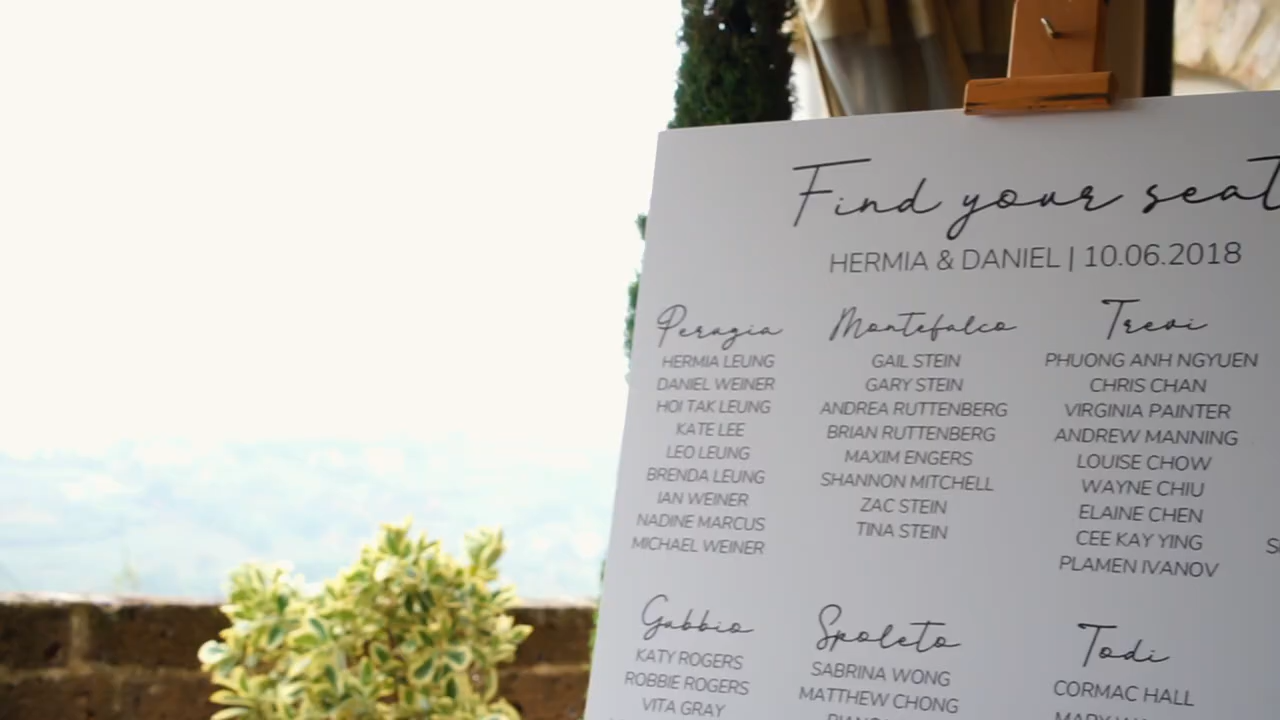 Find your seat
HERMIA & DANIEL | 10.06.2018
Perugia
HERMIA LEUNG
DANIEL WEINER
HOI TAK LEUNG
KATE LEE
LEO LEUNG
BRENDA LEUNG
IAN WEINER
NADINE MARCUS
MICHAEL WEINER
Montefalco
GAIL STEIN
GARY STEIN
ANDREA RUTTENBERG
BRIAN RUTTENBERG
MAXIM ENGERS
SHANNON MITCHELL
ZAC STEIN
TINA STEIN
Trevi
PHUONG ANH NGYUEN
CHRIS CHAN
VIRGINIA PAINTER
ANDREW MANNING
LOUISE CHOW
WAYNE CHIU
ELAINE CHEN
CEE KAY YING
PLAMEN IVANOV
Gubbio
KATY ROGERS
ROBBIE ROGERS
VITA GRAY
Spoleto
SABRINA WONG
MATTHEW CHONG
Todi
CORMAC HALL